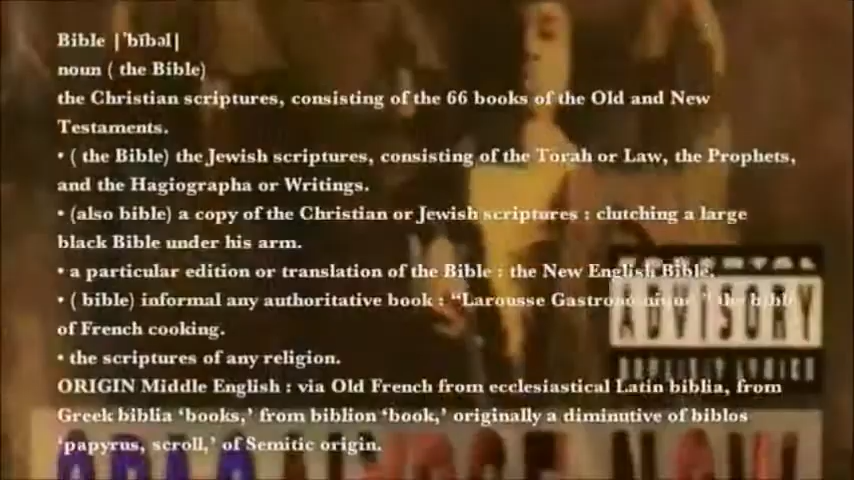 Bible |ˈbībəl|
noun ( the Bible)
the Christian scriptures, consisting of the 66 books of the Old and New
Testaments.
• ( the Bible) the Jewish scriptures, consisting of the Torah or Law, the Prophets,
and the Hagiographa or Writings.
• (also bible) a copy of the Christian or Jewish scriptures : clutching a large
black Bible under his arm.
• a particular edition or translation of the Bible : the New English Bible.
• ( bible) informal any authoritative book : “Larousse Gastronomique ” the bible
of French cooking.
• the scriptures of any religion.
ORIGIN Middle English : via Old French from ecclesiastical Latin biblia, from
Greek biblia ‘books,’ from biblion ‘book,’ originally a diminutive of biblos
‘papyrus, scroll,’ of Semitic origin.
ADVISORY
EXPLICIT LYRICS